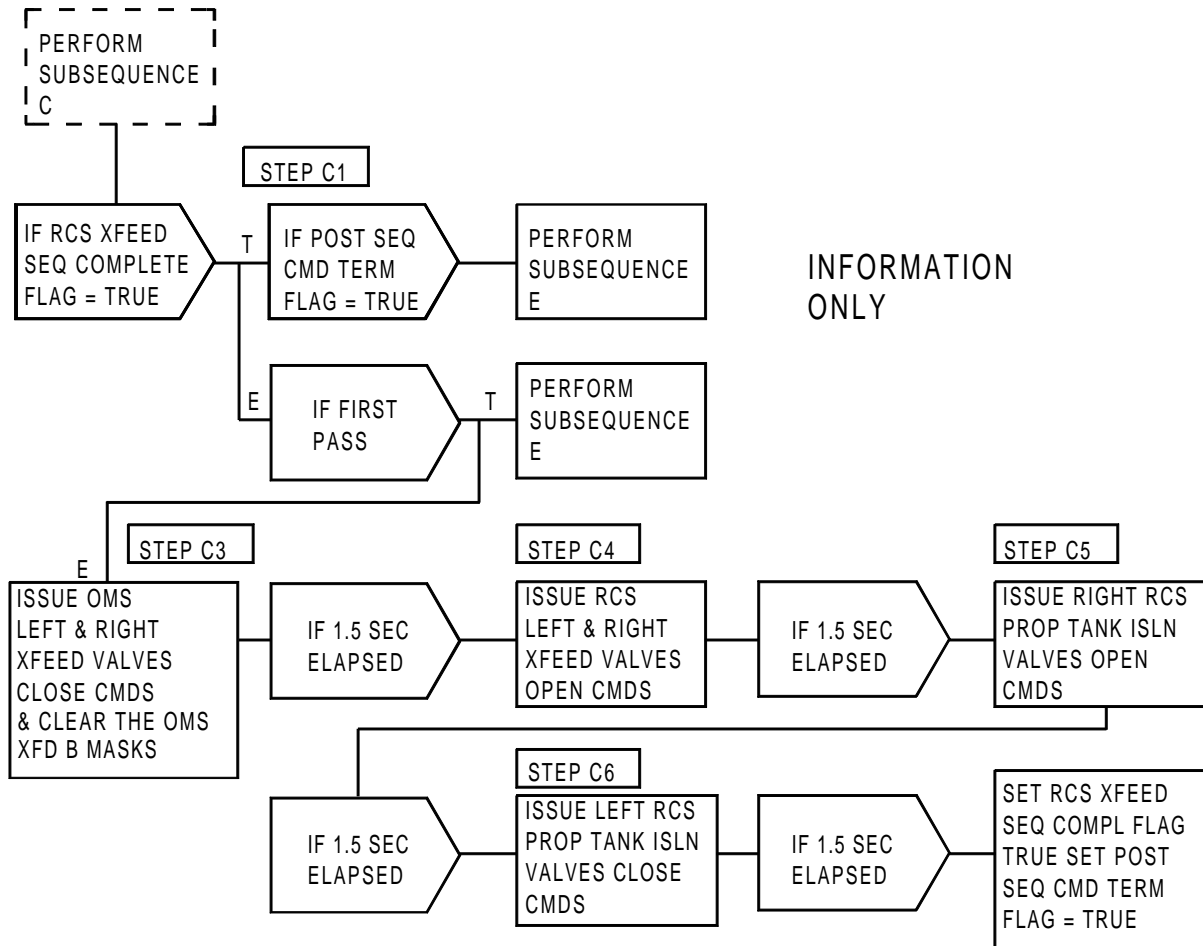 PERFORM
SUBSEQUENCE
C
STEP C1
IF RCS XFEED
SEQ COMPLETE
FLAG = TRUE
T
IF POST SEQ
CMD TERM
FLAG = TRUE
PERFORM
SUBSEQUENCE
E
INFORMATION
ONLY
E
IF FIRST
PASS
T
PERFORM
SUBSEQUENCE
E
STEP C3
E
ISSUE OMS
LEFT & RIGHT
XFEED VALVES
CLOSE CMDS
& CLEAR THE OMS
XFD B MASKS
IF 1.5 SEC
ELAPSED
STEP C4
ISSUE RCS
LEFT & RIGHT
XFEED VALVES
OPEN CMDS
IF 1.5 SEC
ELAPSED
STEP C5
ISSUE RIGHT RCS
PROP TANK ISLN
VALVES OPEN
CMDS
IF 1.5 SEC
ELAPSED
STEP C6
ISSUE LEFT RCS
PROP TANK ISLN
VALVES CLOSE
CMDS
IF 1.5 SEC
ELAPSED
SET RCS XFEED
SEQ COMPL FLAG
TRUE SET POST
SEQ CMD TERM
FLAG = TRUE